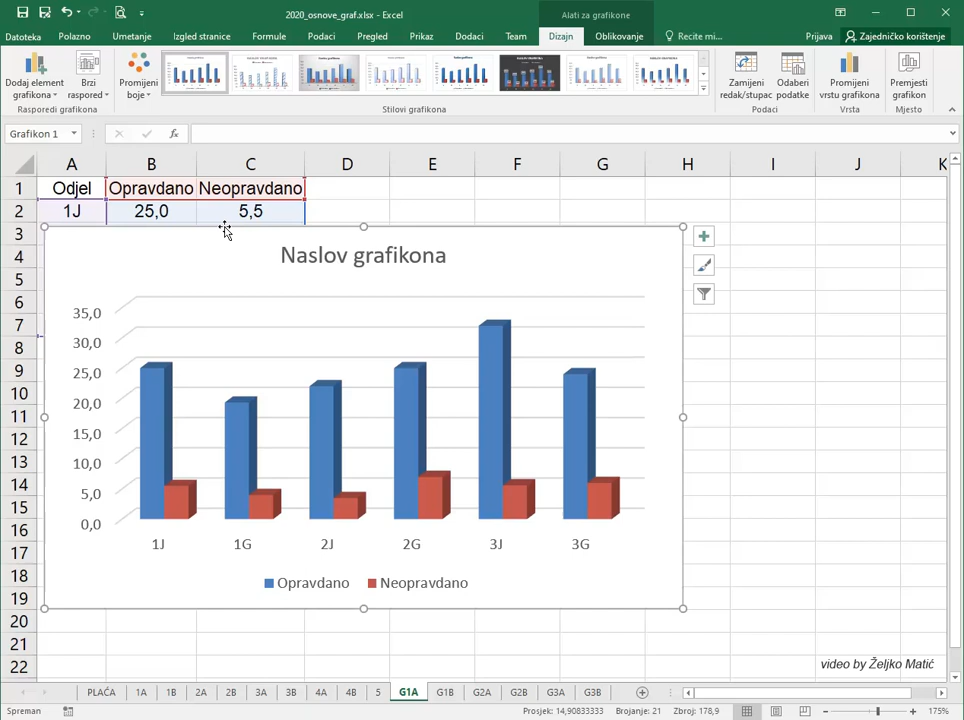 2020_osnove_graf.xlsx - Excel
Alati za grafikone
Datoteka Polazno Umetanje Izgled stranice Formule Podaci Pregled Prikaz Dodaci Team Dizajn Oblikovanje Recite mi... Prijava Zajedničko korištenje
Dodaj element grafikona
Brzi raspored
Promijeni boje
Zamijeni redak/stupac
Odaberi podatke
Promijeni vrstu grafikona
Premjesti grafikon
Rasporedi grafikona Stilovi grafikona Podaci Vrsta Mjesto
Grafikon 1 fx
A B C D E F G H I J K
1 Odjel Opravdano Neopravdano
2 1J 25,0 5,5
3
4
5
6
7
8
9
10
11
12
13
14
15
16
17
18
19
20
21
22
Naslov grafikona
35,0
30,0
25,0
20,0
15,0
10,0
5,0
0,0
1J 1G 2J 2G 3J 3G
Opravdano Neopravdano
video by Željko Matić
PLAĆA 1A 1B 2A 2B 3A 3B 4A 4B 5 G1A G1B G2A G2B G3A G3B
Spreman Prosjek: 14,90833333 Brojanje: 21 Zbroj: 178,9 175%